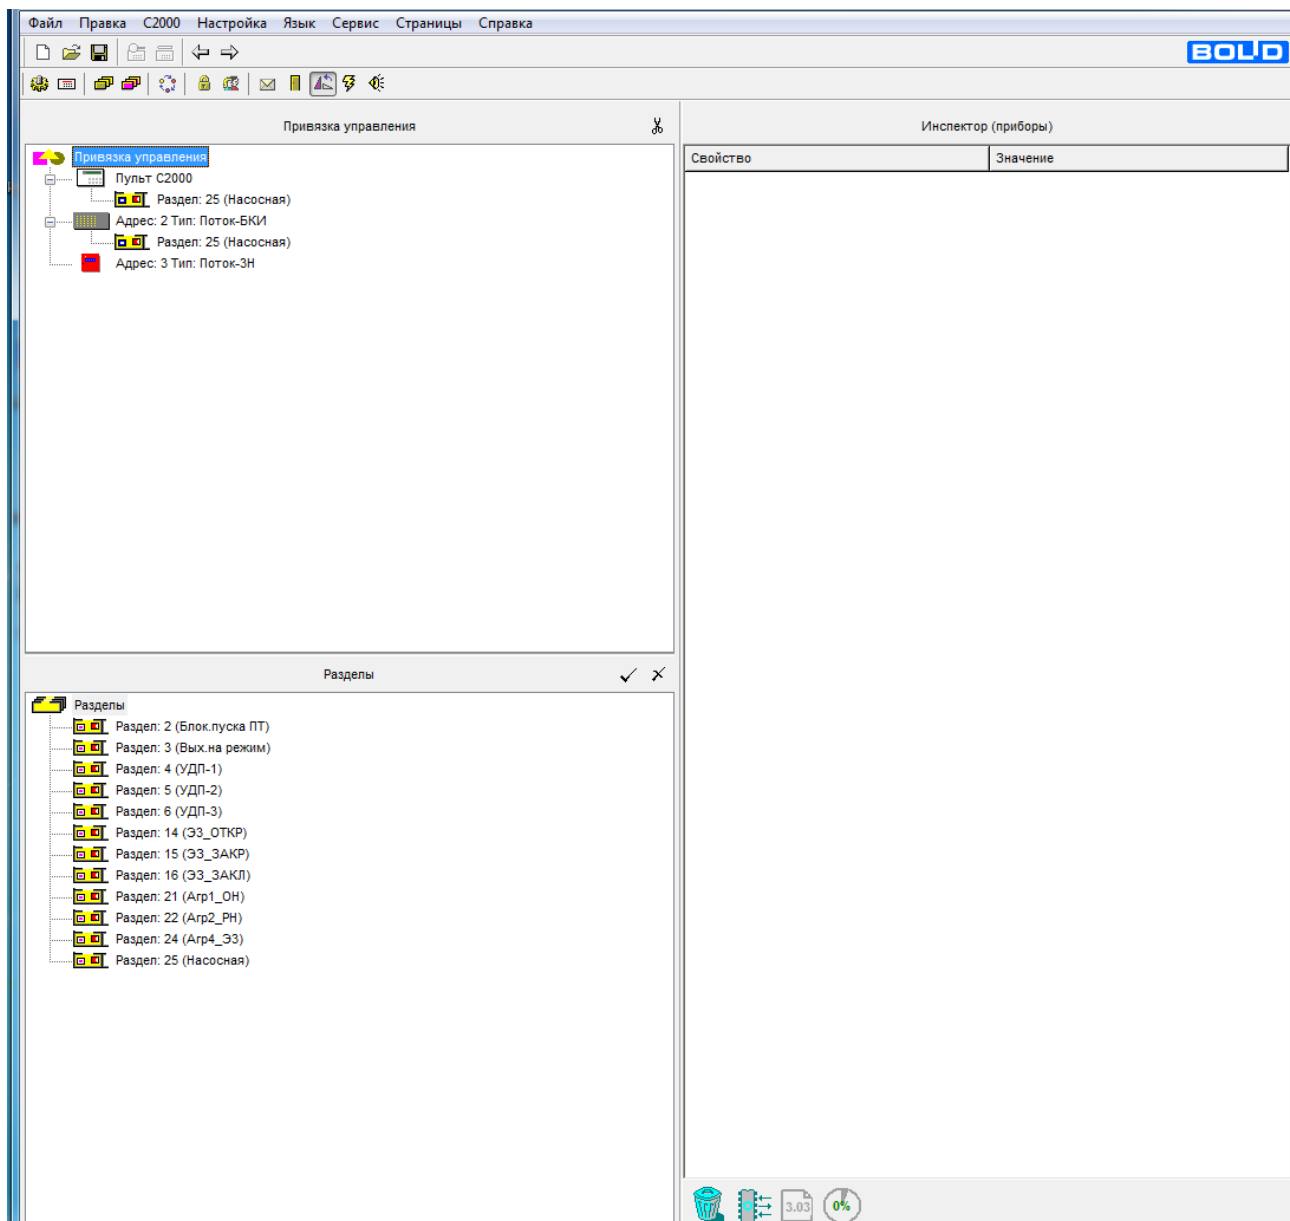 Файл Правка С2000 Настройка Язык Сервис Страницы Справка
BOLID
Привязка управления
Инспектор (приборы)
Привязка управления
Свойство Значение
Пульт С2000
Раздел: 25 (Насосная)
Адрес: 2 Тип: Поток-БКИ
Раздел: 25 (Насосная)
Адрес: 3 Тип: Поток-3Н
Разделы
Разделы
Раздел: 2 (Блок.пуска ПТ)
Раздел: 3 (Вых.на режим)
Раздел: 4 (УДП-1)
Раздел: 5 (УДП-2)
Раздел: 6 (УДП-3)
Раздел: 14 (ЭЗ_ОТКР)
Раздел: 15 (ЭЗ_ЗАКР)
Раздел: 16 (ЭЗ_ЗАКЛ)
Раздел: 21 (Агр1_ОН)
Раздел: 22 (Агр2_РН)
Раздел: 24 (Агр4_ЭЗ)
Раздел: 25 (Насосная)
3.03 0%